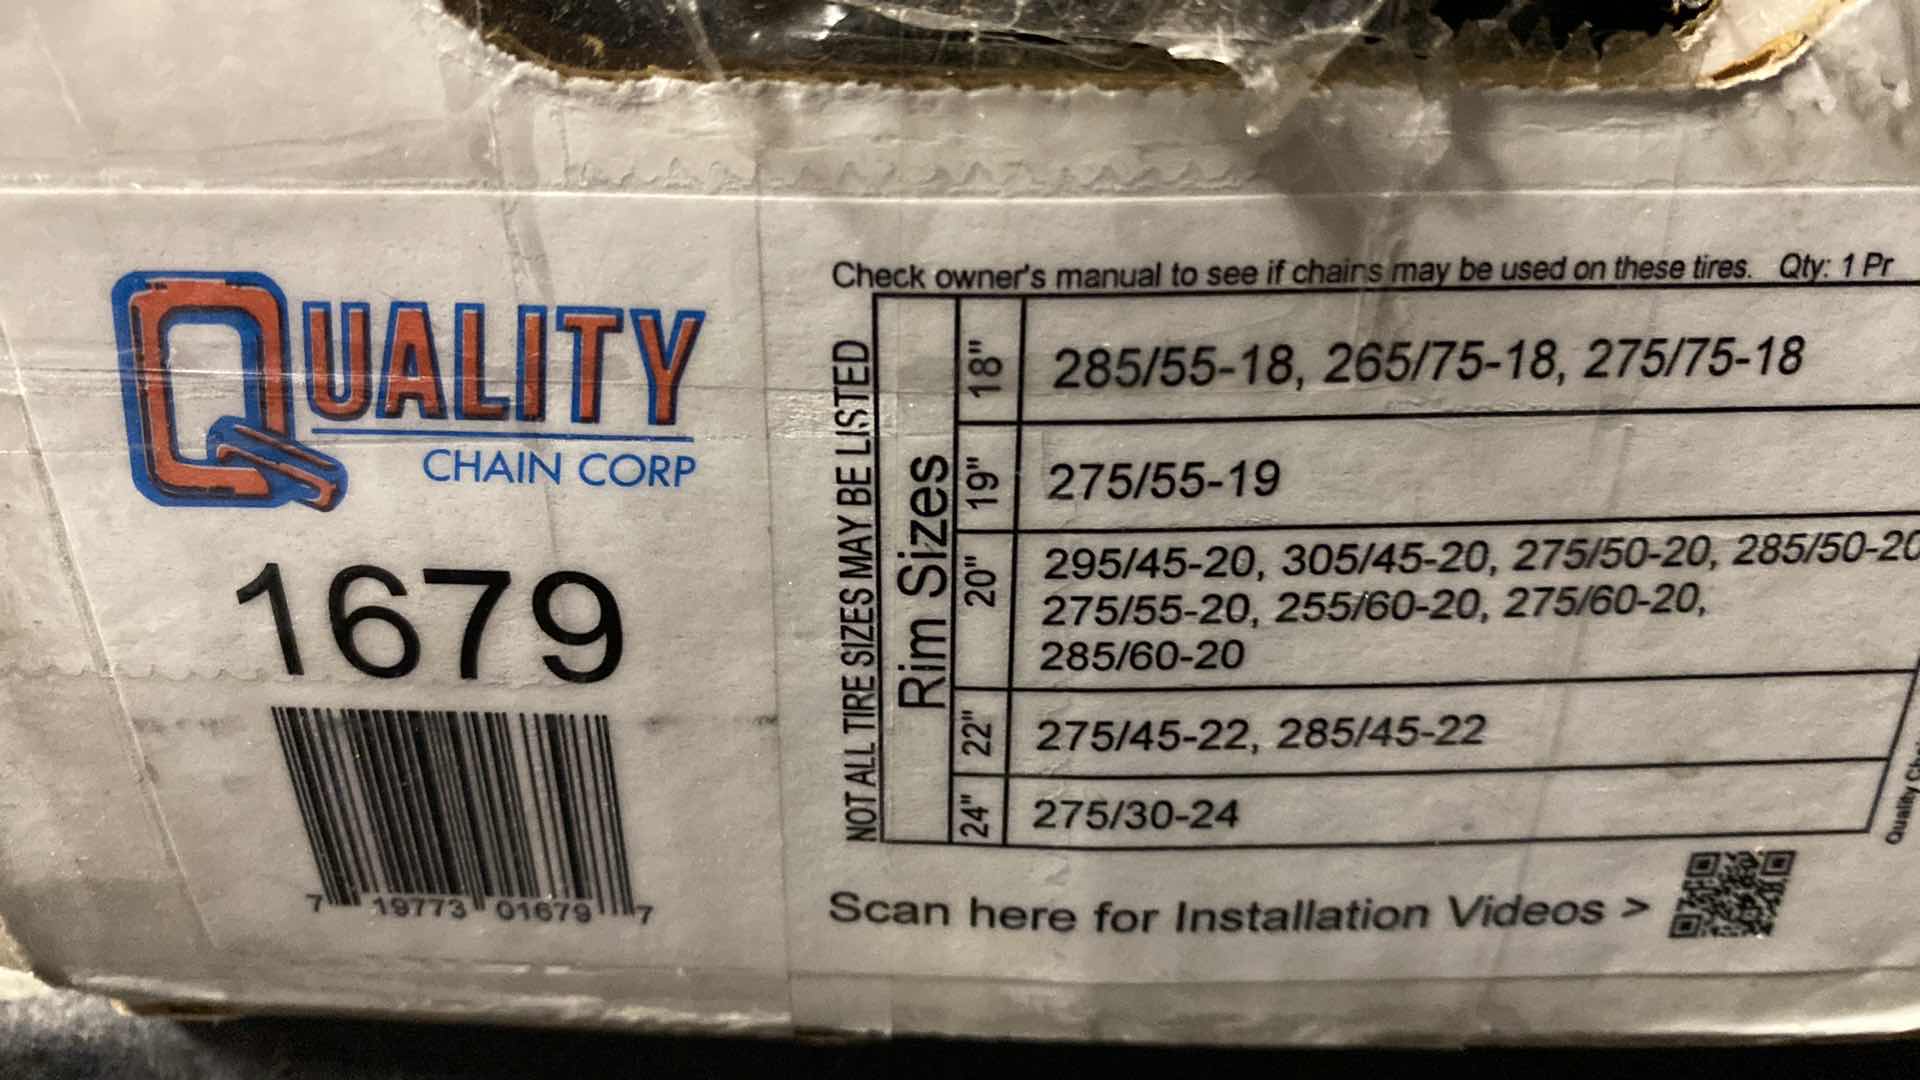 QUALITY
CHAIN CORP
1679
7 19773 01679 7
Check owner's manual to see if chains may be used on these tires. Qty: 1 Pr
NOT ALL TIRE SIZES MAY BE LISTED
Rim Sizes
18" 285/55-18, 265/75-18, 275/75-18
19" 275/55-19
20" 295/45-20, 305/45-20, 275/50-20, 285/50-20
275/55-20, 255/60-20, 275/60-20,
285/60-20
22" 275/45-22, 285/45-22
24" 275/30-24
Scan here for Installation Videos >
Quality